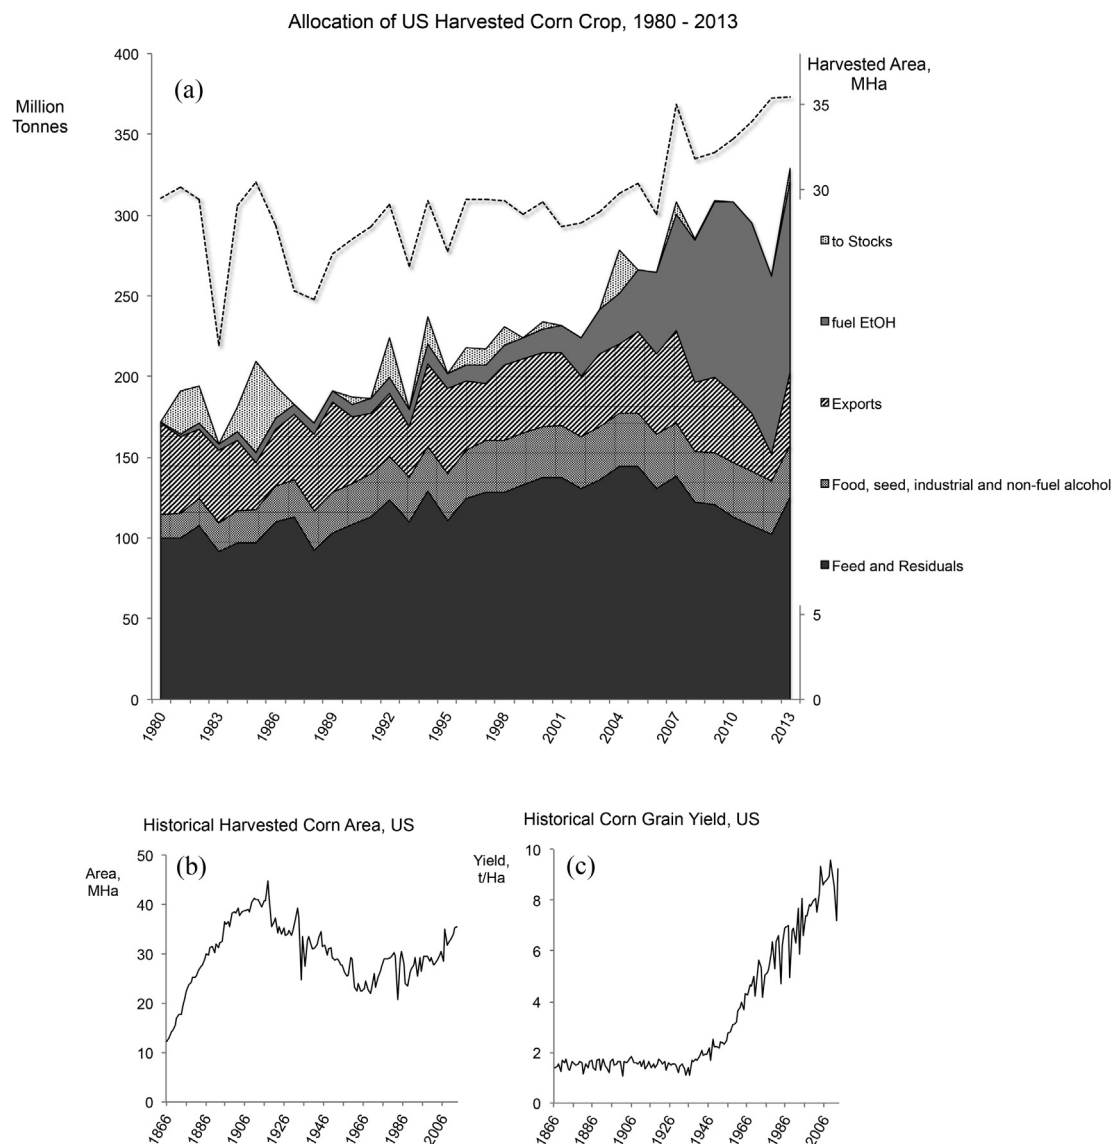 Allocation of US Harvested Corn Crop, 1980 - 2013
Million
Tonnes
(a)
Harvested Area,
MHa
400
350
300
250
200
150
100
50
0
35
30
5
0
to Stocks
fuel EtOH
Exports
Food, seed, industrial and non-fuel alcohol
Feed and Residuals
1980
1983
1986
1989
1992
1995
1998
2001
2004
2007
2010
2013
Historical Harvested Corn Area, US
Area,
MHa
(b)
50
40
30
20
10
0
1866
1886
1906
1926
1946
1966
1986
2006
Historical Corn Grain Yield, US
Yield,
t/Ha
(c)
10
8
6
4
2
0
1866
1886
1906
1926
1946
1966
1986
2006